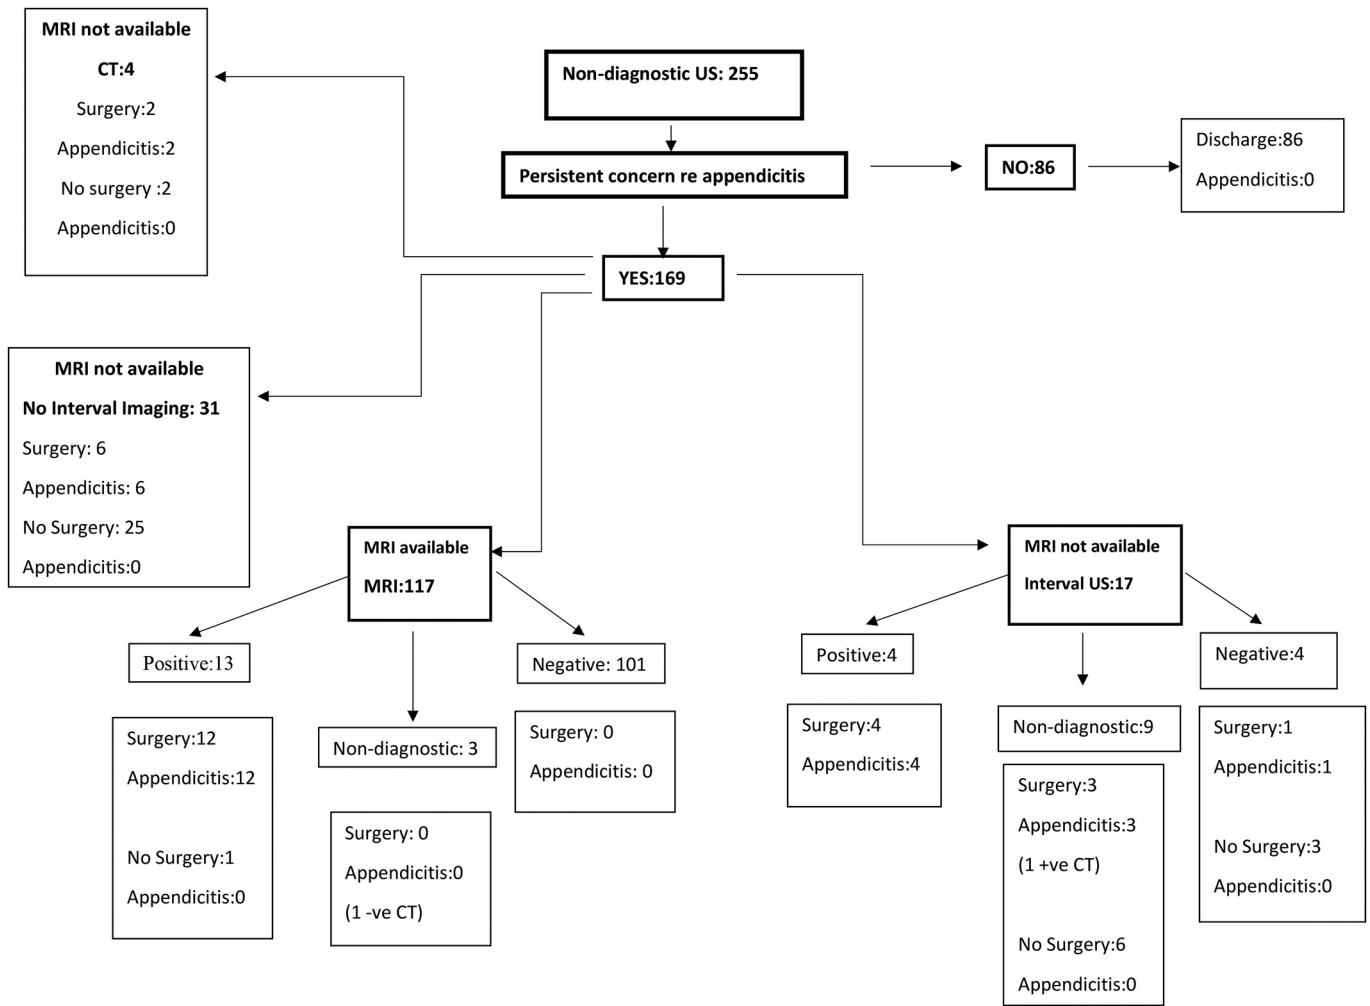 MRI not available
CT:4
Surgery:2
Appendicitis:2
No surgery :2
Appendicitis:0
Non-diagnostic US: 255
Persistent concern re appendicitis
NO:86
Discharge:86
Appendicitis:0
YES:169
MRI not available
No Interval Imaging: 31
Surgery: 6
Appendicitis: 6
No Surgery: 25
Appendicitis:0
MRI available
MRI:117
Positive:13
Surgery:12
Appendicitis:12
No Surgery:1
Appendicitis:0
Non-diagnostic: 3
Surgery: 0
Appendicitis:0
(1 -ve CT)
Negative: 101
Surgery: 0
Appendicitis: 0
MRI not available
Interval US:17
Positive:4
Surgery:4
Appendicitis:4
Non-diagnostic:9
Surgery:3
Appendicitis:3
(1 +ve CT)
No Surgery:6
Appendicitis:0
Negative:4
Surgery:1
Appendicitis:1
No Surgery:3
Appendicitis:0